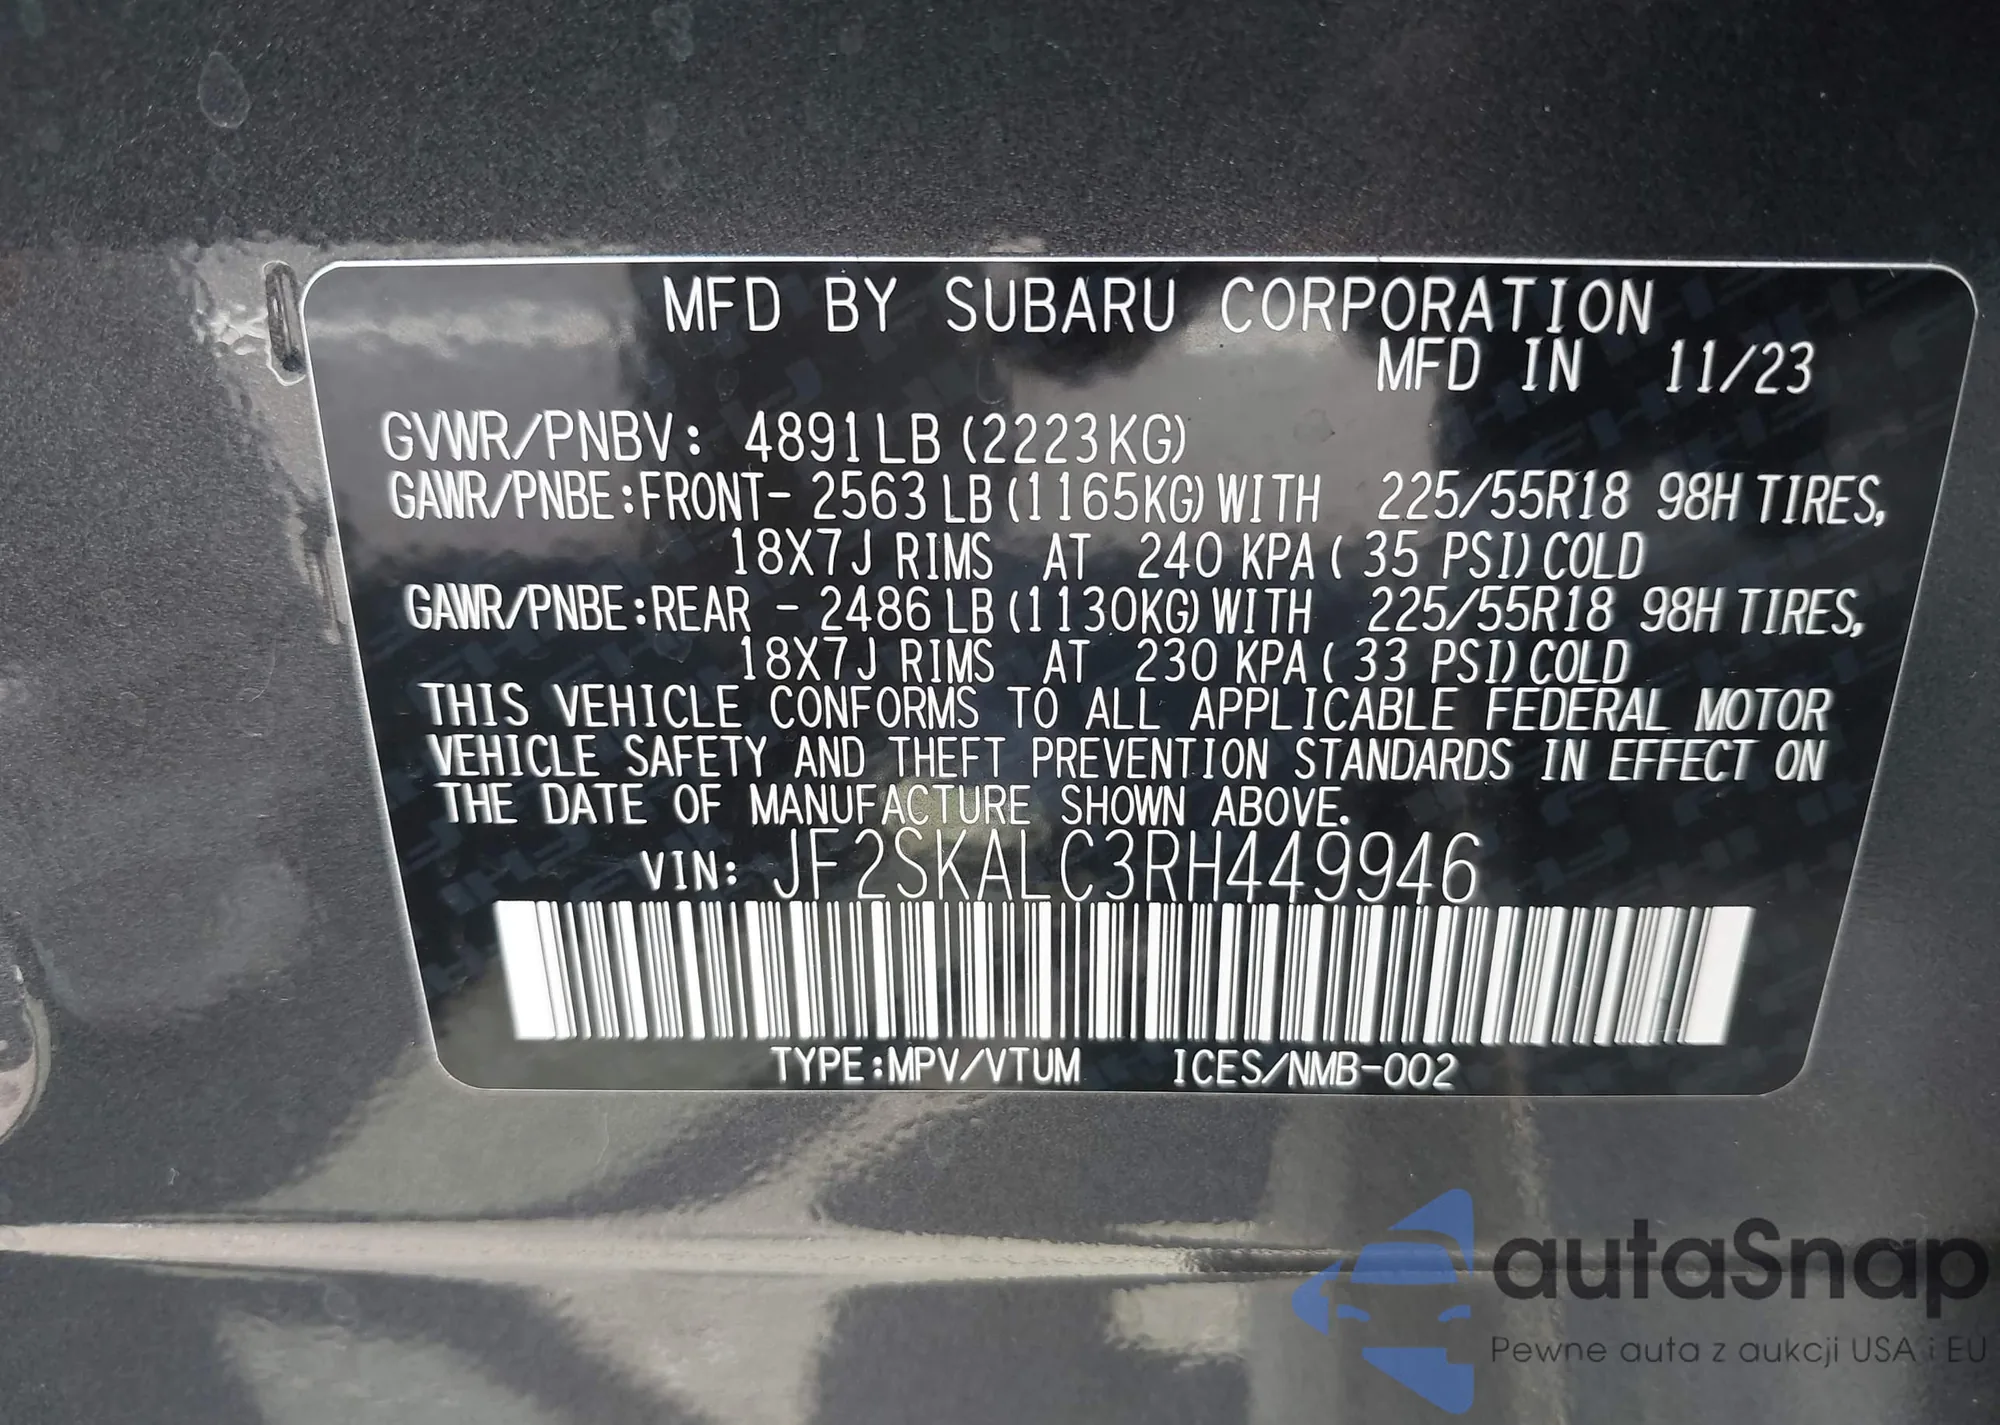 MFD BY SUBARU CORPORATION
MFD IN 11/23
GVWR/PNBV: 4891LB (2223KG)
GAWR/PNBE:FRONT- 2563 LB (1165KG) WITH 225/55R18 98H TIRES,
18X7J RIMS AT 240 KPA ( 35 PSI) COLD
GAWR/PNBE:REAR - 2486 LB (1130KG) WITH 225/55R18 98H TIRES,
18X7J RIMS AT 230 KPA ( 33 PSI) COLD
THIS VEHICLE CONFORMS TO ALL APPLICABLE FEDERAL MOTOR
VEHICLE SAFETY AND THEFT PREVENTION STANDARDS IN EFFECT ON
THE DATE OF MANUFACTURE SHOWN ABOVE.
VIN: JF2SKALC3RH449946
TYPE:MPV/VTUM ICES/NMB-002
autaSnap
Pewne auta z aukcji USA i EU